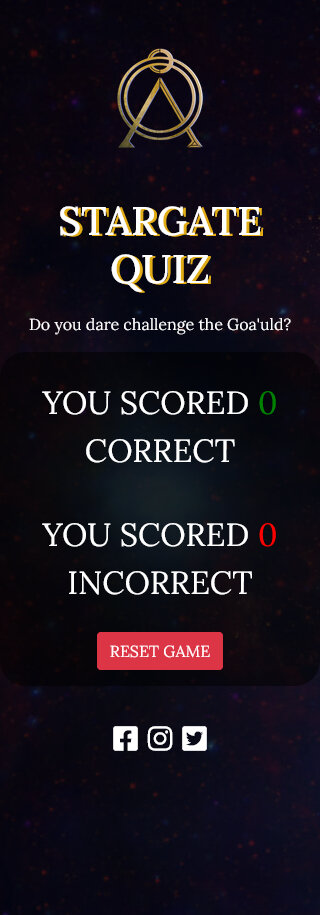 STARGATE
QUIZ
Do you dare challenge the Goa'uld?
YOU SCORED 0
CORRECT
YOU SCORED 0
INCORRECT
RESET GAME